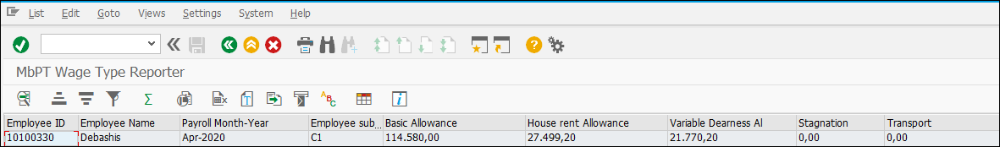 List Edit Goto Views Settings System Help
MbPT Wage Type Reporter
Employee ID Employee Name Payroll Month-Year Employee sub... Basic Allowance House rent Allowance Variable Dearness Al Stagnation Transport
10100330 Debashis Apr-2020 C1 114.580,00 27.499,20 21.770,20 0,00 0,00